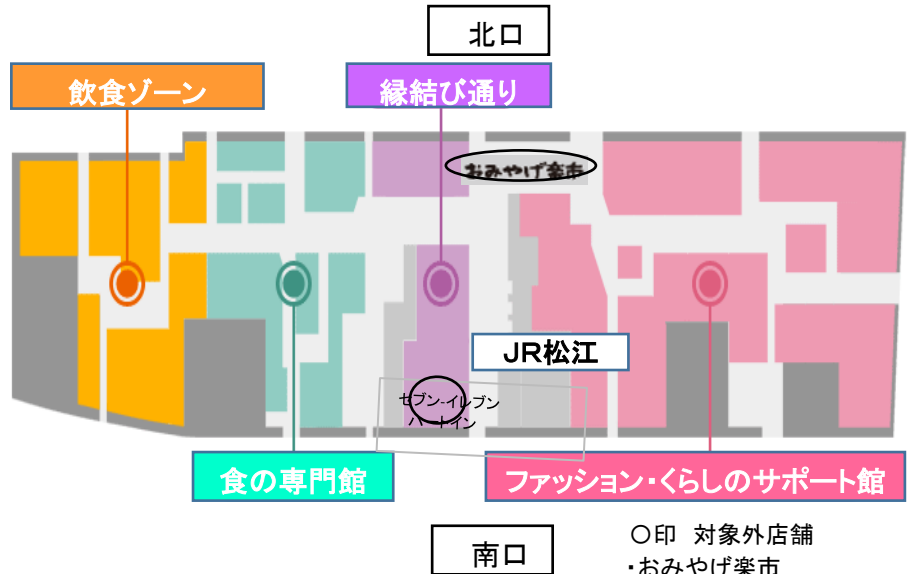 北口
飲食ゾーン
縁結び通り
おみやげ楽市
JR松江
セブン-イレブン
ハートイン
食の専門館
ファッション・くらしのサポート館
南口
〇印 対象外店舗
・おみやげ楽市